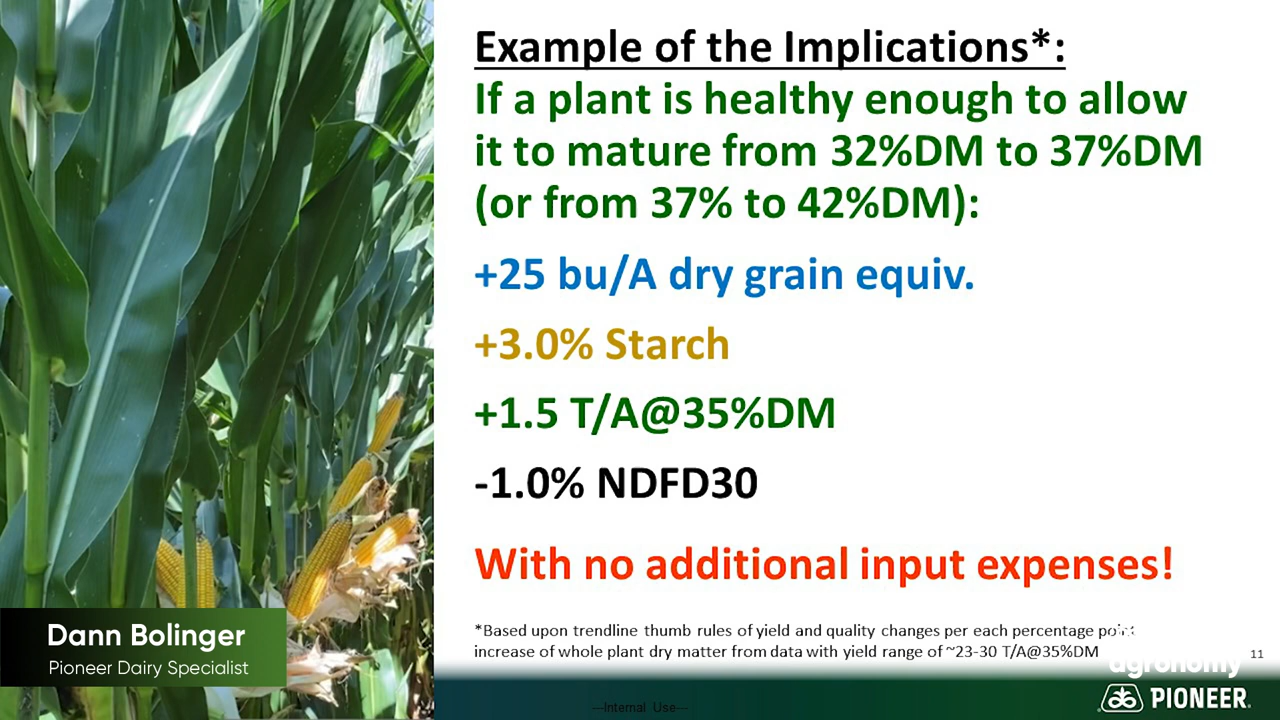 Example of the Implications*:
If a plant is healthy enough to allow
it to mature from 32%DM to 37%DM
(or from 37% to 42%DM):
+25 bu/A dry grain equiv.
+3.0% Starch
+1.5 T/A@35%DM
-1.0% NDFD30
With no additional input expenses!
*Based upon trendline thumb rules of yield and quality changes per each percentage point
increase of whole plant dry matter from data with yield range of ~23-30 T/A@35%DM
11
Dann Bolinger
Pioneer Dairy Specialist
agronomy
PIONEER.
---Internal Use---